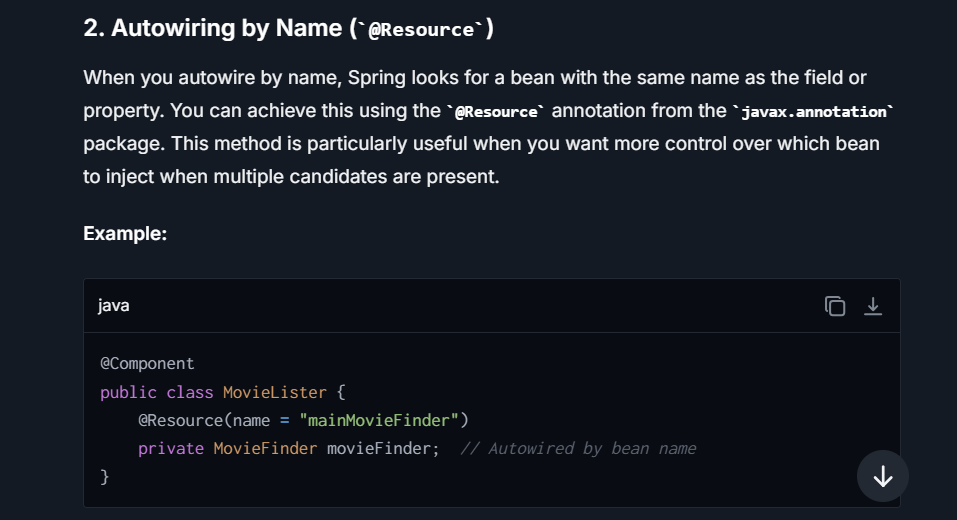 2. Autowiring by Name (`@Resource`)
When you autowire by name, Spring looks for a bean with the same name as the field or
property. You can achieve this using the `@Resource` annotation from the `javax.annotation`
package. This method is particularly useful when you want more control over which bean
to inject when multiple candidates are present.
Example:
java
@Component
public class MovieLister {
    @Resource(name = "mainMovieFinder")
    private MovieFinder movieFinder;  // Autowired by bean name
}